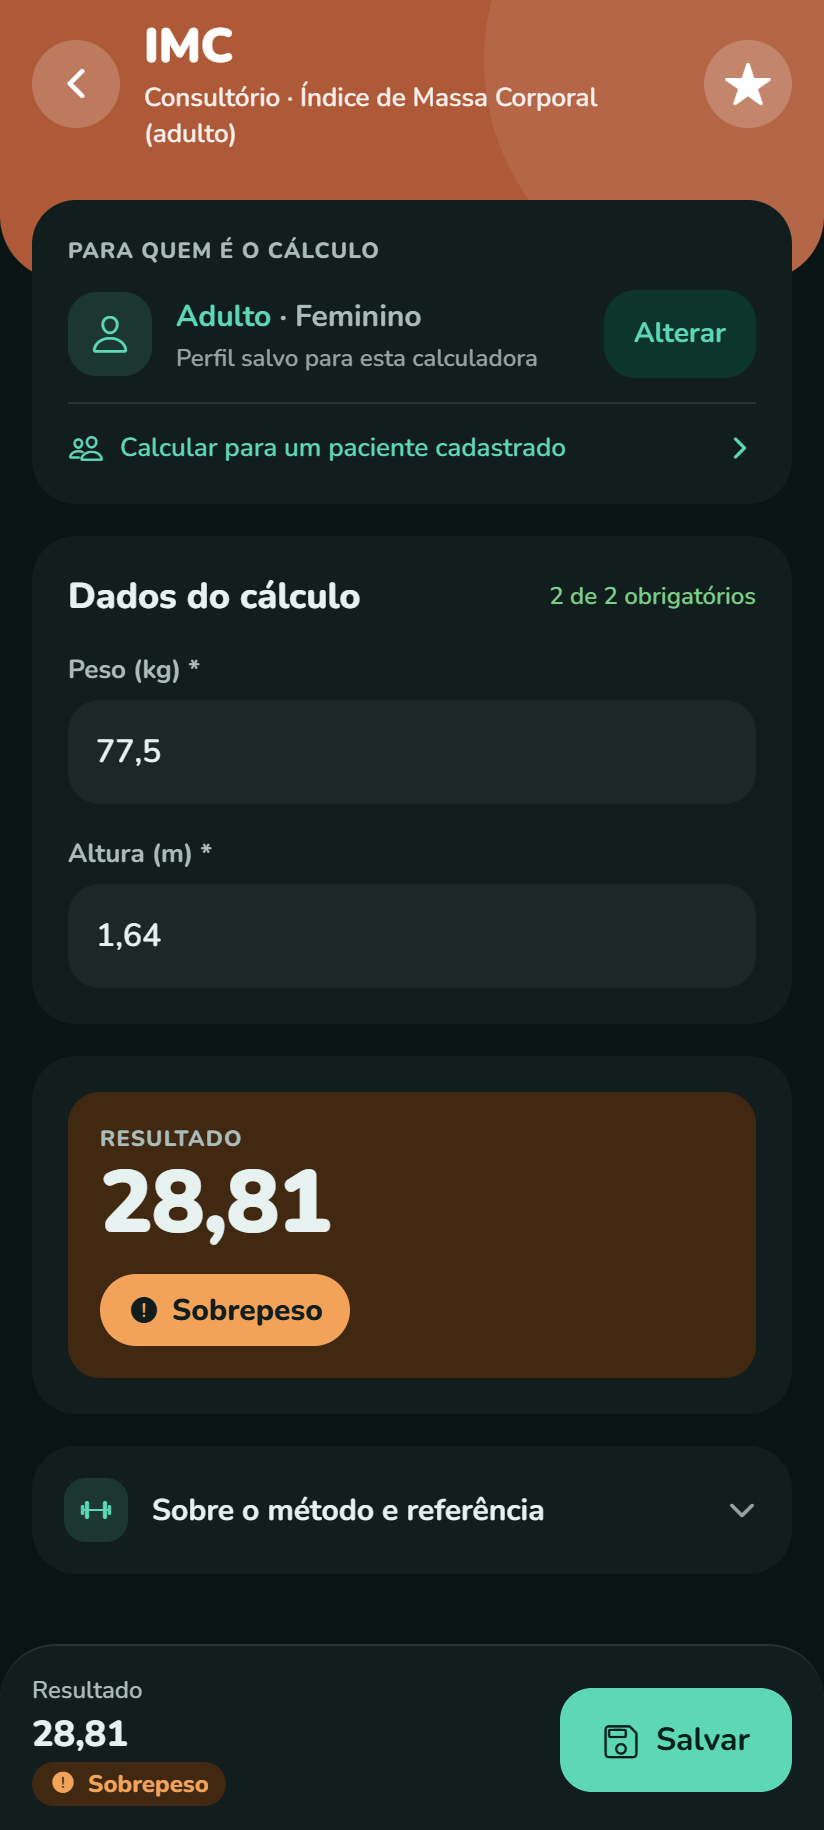 IMC
Consultório · Índice de Massa Corporal
(adulto)
PARA QUEM É O CÁLCULO
Adulto · Feminino
Perfil salvo para esta calculadora
Alterar
Calcular para um paciente cadastrado
Dados do cálculo
2 de 2 obrigatórios
Peso (kg) *
77,5
Altura (m) *
1,64
RESULTADO
28,81
Sobrepeso
Sobre o método e referência
Resultado
28,81
Sobrepeso
Salvar